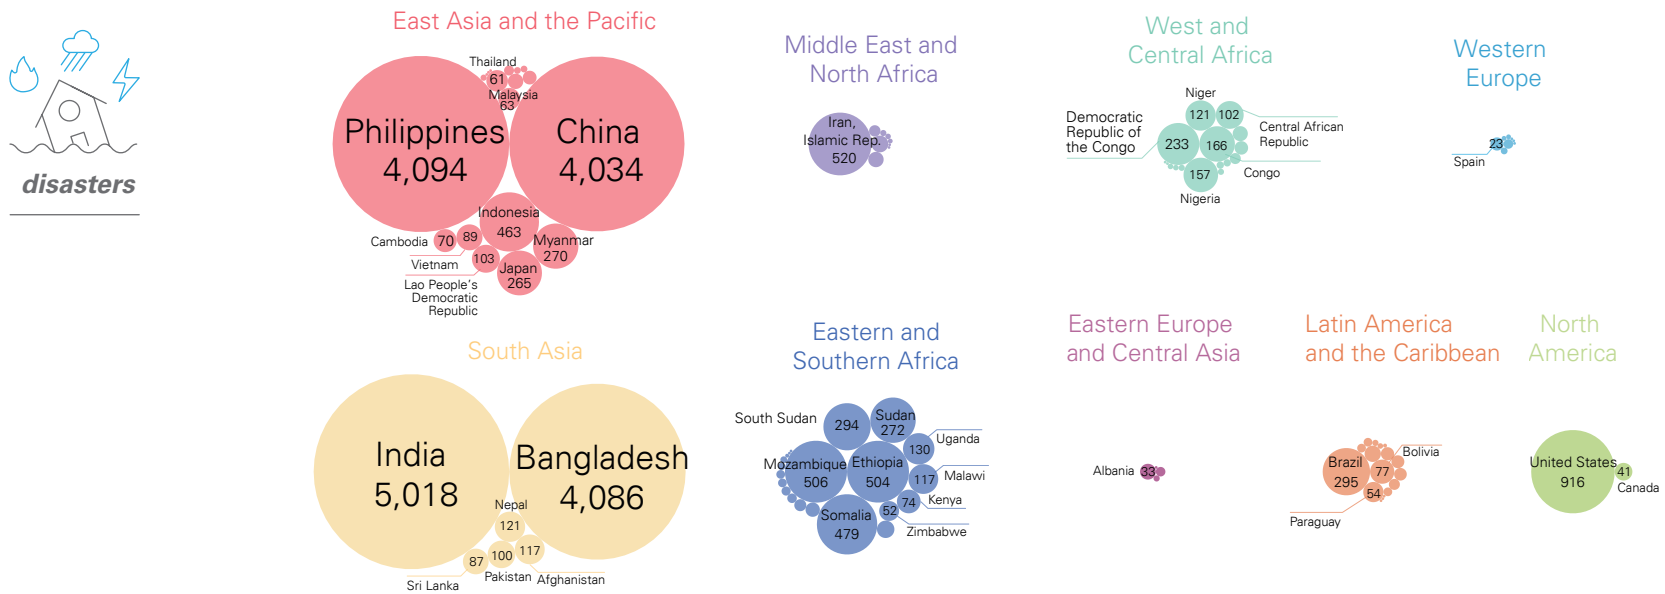 disasters
East Asia and the Pacific
Thailand
61
Malaysia
63
Philippines
4,094
China
4,034
Indonesia
463
Cambodia
70
89
Vietnam
Myanmar
270
103
Lao People's
Democratic
Republic
Japan
265
Middle East and
North Africa
Iran,
Islamic Rep.
520
West and
Central Africa
Niger
121
102
Democratic
Republic of
the Congo
Central African
Republic
233
166
157
Congo
Nigeria
Western
Europe
23
Spain
South Asia
India
5,018
Bangladesh
4,086
Nepal
121
87
100
117
Sri Lanka
Pakistan
Afghanistan
Eastern and
Southern Africa
South Sudan
294
Sudan
272
130
Uganda
Mozambique
506
Ethiopia
504
117
Malawi
74
Kenya
52
Zimbabwe
Somalia
479
Eastern Europe
and Central Asia
Albania
33
Latin America
and the Caribbean
Brazil
295
77
Bolivia
54
Paraguay
North
America
United States
916
41
Canada